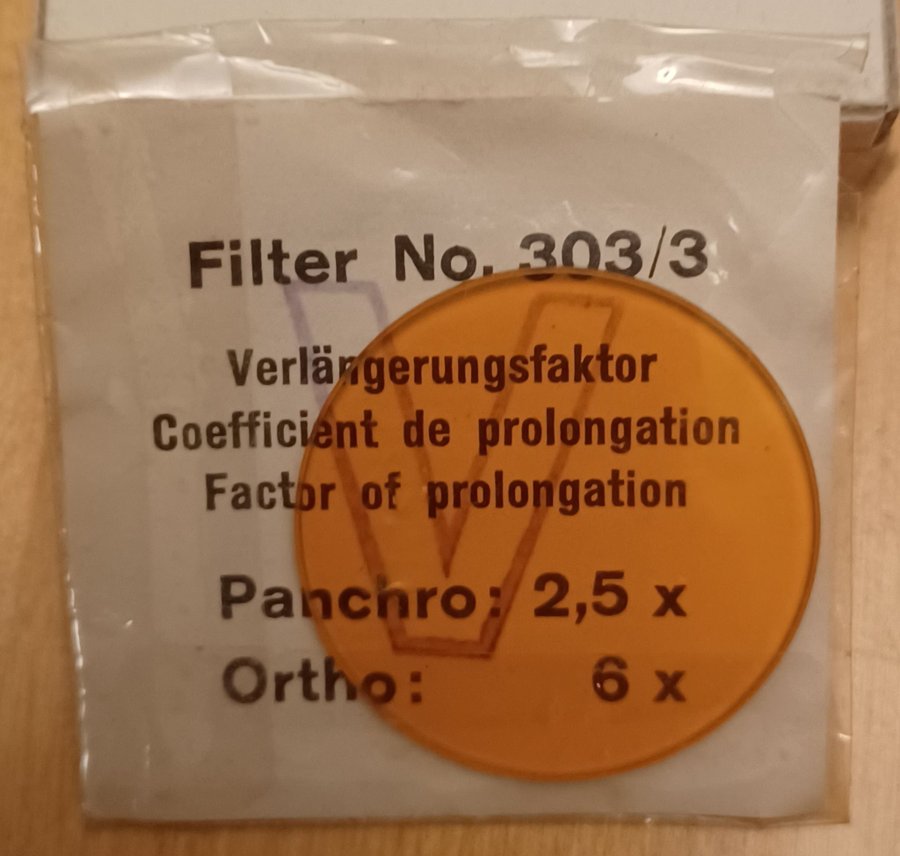 Filter No. 303/3
V
Verlängerungsfaktor
Coefficient de prolongation
Factor of prolongation
Panchro: 2,5 x
Ortho: 6 x